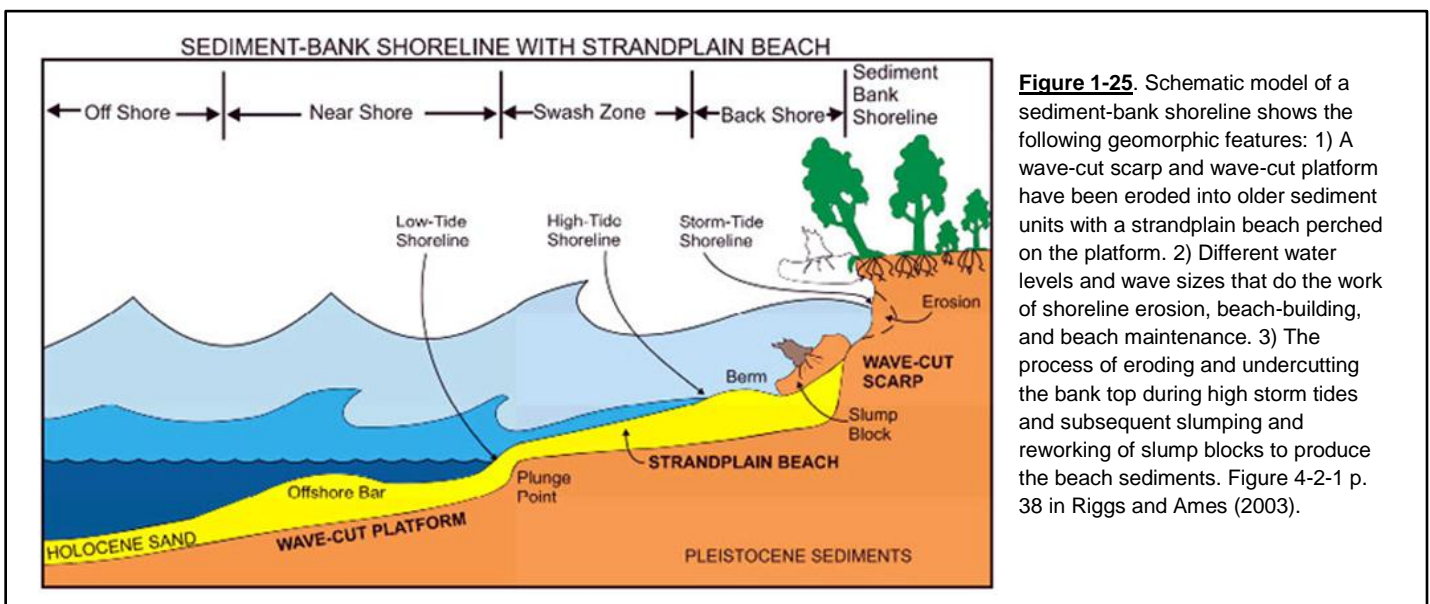 SEDIMENT-BANK SHORELINE WITH STRANDPLAIN BEACH
Off Shore
Near Shore
Swash Zone
Back Shore
Sediment
Bank
Shoreline
Low-Tide
Shoreline
High-Tide
Shoreline
Storm-Tide
Shoreline
Erosion
WAVE-CUT
SCARP
Berm
Slump
Block
STRANDPLAIN BEACH
Plunge
Point
Offshore Bar
WAVE-CUT PLATFORM
HOLOCENE SAND
PLEISTOCENE SEDIMENTS
Figure 1-25. Schematic model of a
sediment-bank shoreline shows the
following geomorphic features: 1) A
wave-cut scarp and wave-cut platform
have been eroded into older sediment
units with a strandplain beach perched
on the platform. 2) Different water
levels and wave sizes that do the work
of shoreline erosion, beach-building,
and beach maintenance. 3) The
process of eroding and undercutting
the bank top during high storm tides
and subsequent slumping and
reworking of slump blocks to produce
the beach sediments. Figure 4-2-1 p.
38 in Riggs and Ames (2003).